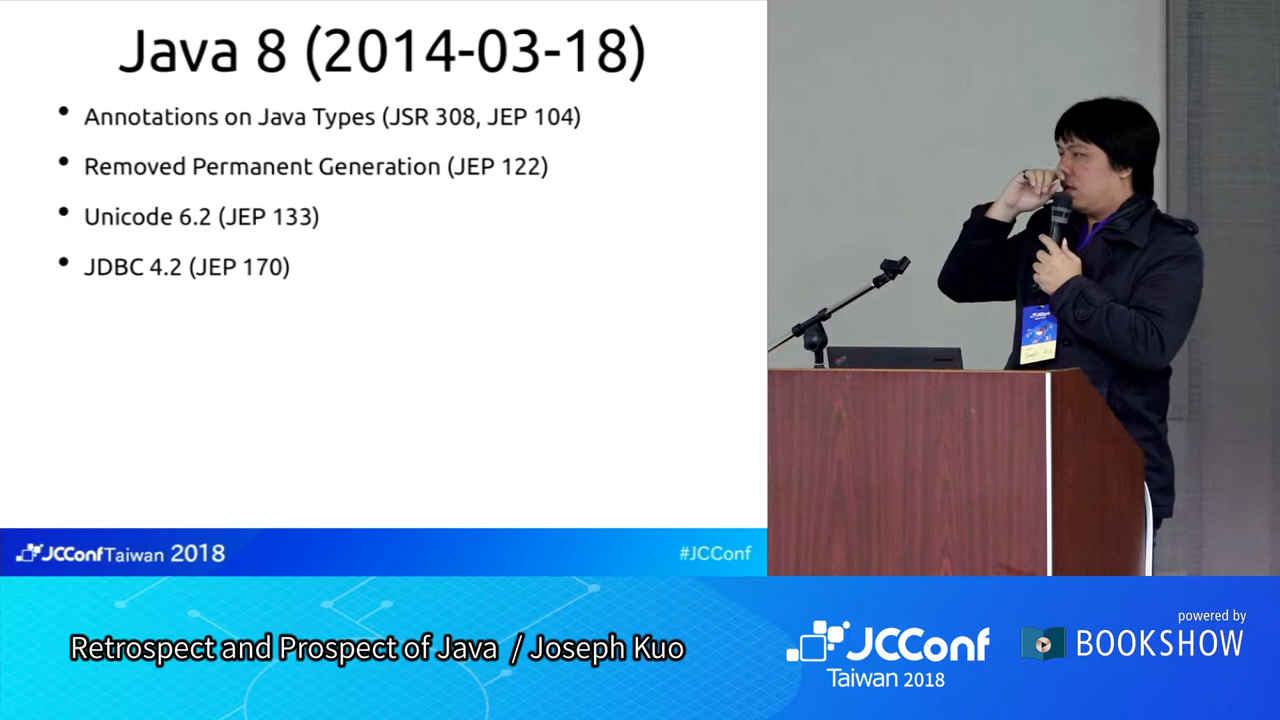 Java 8 (2014-03-18)
• Annotations on Java Types (JSR 308, JEP 104)
• Removed Permanent Generation (JEP 122)
• Unicode 6.2 (JEP 133)
• JDBC 4.2 (JEP 170)
JCConf Taiwan 2018
#JCConf
Retrospect and Prospect of Java / Joseph Kuo
JCConf
Taiwan 2018
powered by
BOOKSHOW